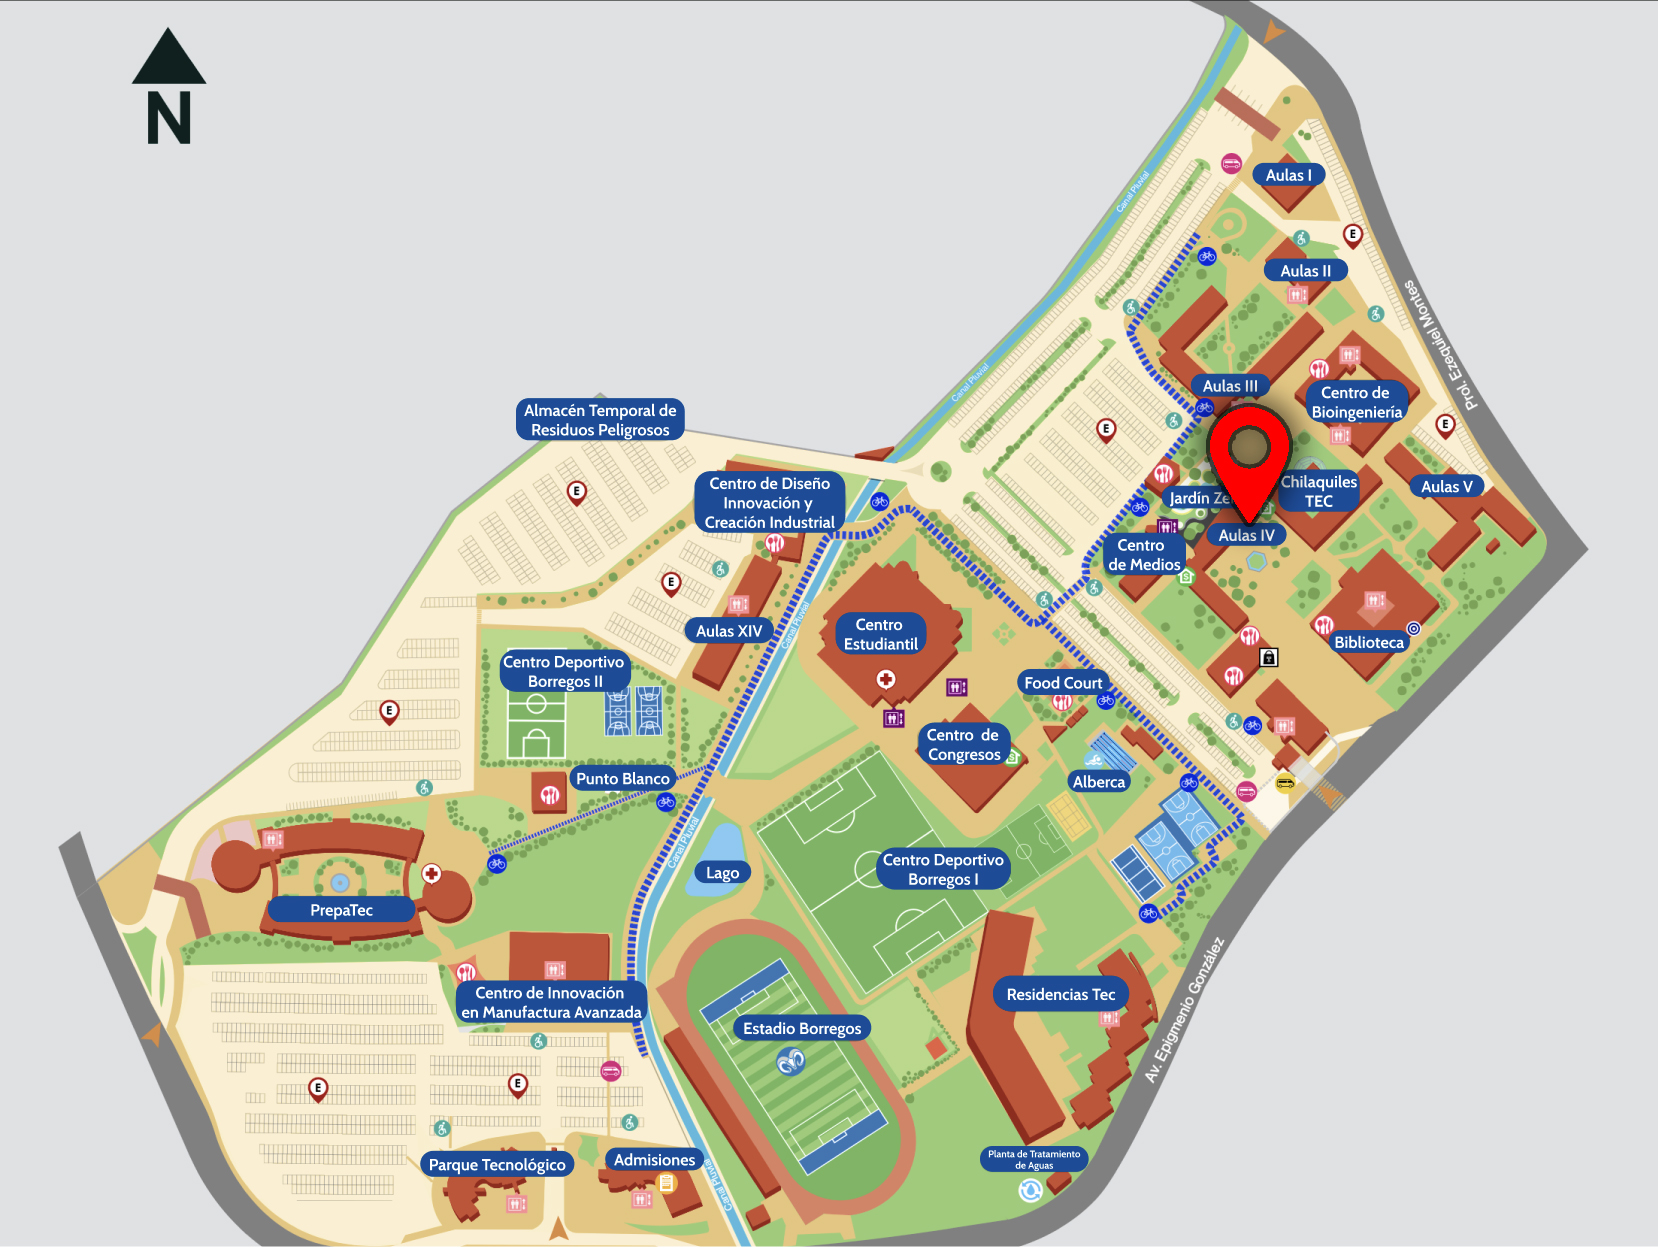 N
Canal Pluvial
Aulas I
E
Aulas II
Prol. Ezequiel Montes
Canal Pluvial
Aulas III
Centro de
Bioingeniería
Almacén Temporal de
Residuos Peligrosos
E
E
Chilaquiles
TEC
Aulas V
Jardín Ze
E
Centro de Diseño
Innovación y
Creación Industrial
Aulas IV
Centro
de Medios
S
E
Canal Pluvial
Aulas XIV
Centro
Estudiantil
Biblioteca
Centro Deportivo
Borregos II
Food Court
E
Centro de
Congresos
S
Punto Blanco
Alberca
Canal Pluvial
Lago
Centro Deportivo
Borregos I
PrepaTec
Centro de Innovación
en Manufactura Avanzada
Residencias Tec
Estadio Borregos
Av. Epigmenio González
E
E
Parque Tecnológico
Admisiones
Canal Pluvial
Planta de Tratamiento
de Aguas